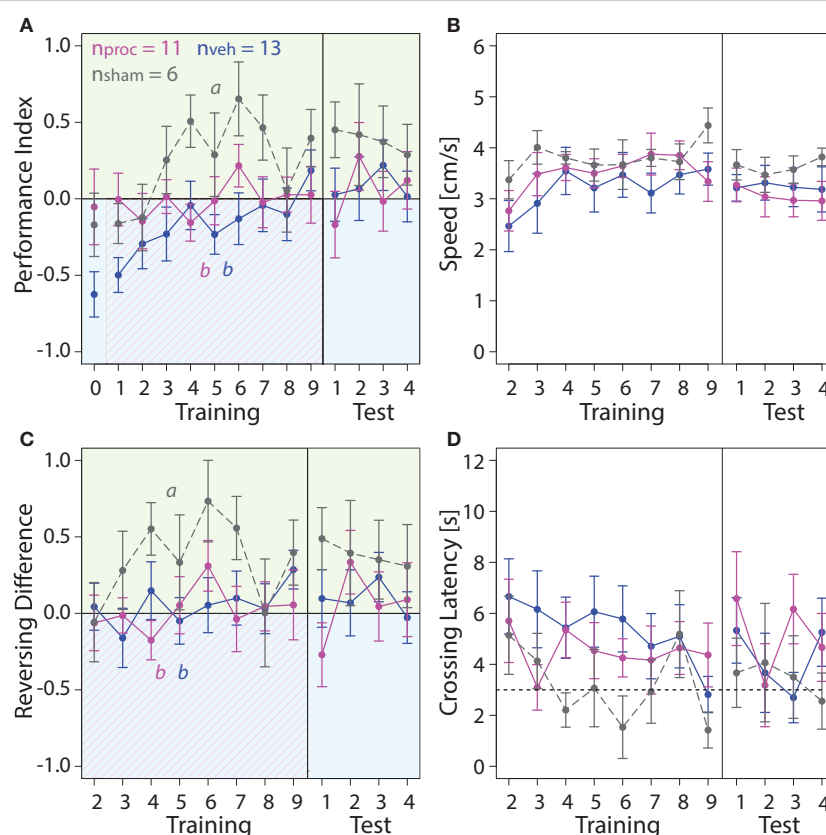 A
nproc = 11 nveh = 13
nsham = 6
a
b b
Performance Index
1.0
0.5
0.0
-0.5
-1.0
0 1 2 3 4 5 6 7 8 9 1 2 3 4
Training Test
B
Speed [cm/s]
6
5
4
3
2
1
0
2 3 4 5 6 7 8 9 1 2 3 4
Training Test
C
a
b b
Reversing Difference
1.0
0.5
0.0
-0.5
-1.0
2 3 4 5 6 7 8 9 1 2 3 4
Training Test
D
Crossing Latency [s]
12
10
8
6
4
2
0
2 3 4 5 6 7 8 9 1 2 3 4
Training Test